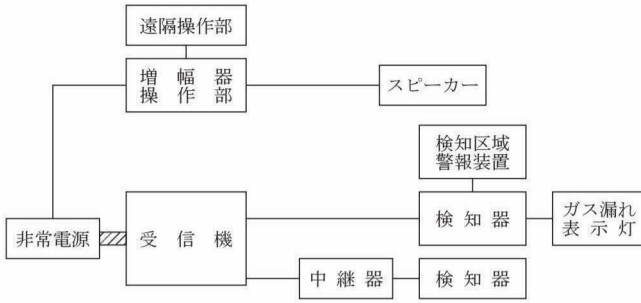 遠隔操作部
増幅器
操作部
スピーカー
検知区域
警報装置
非常電源
受信機
検知器
ガス漏れ
表示灯
中継器
検知器